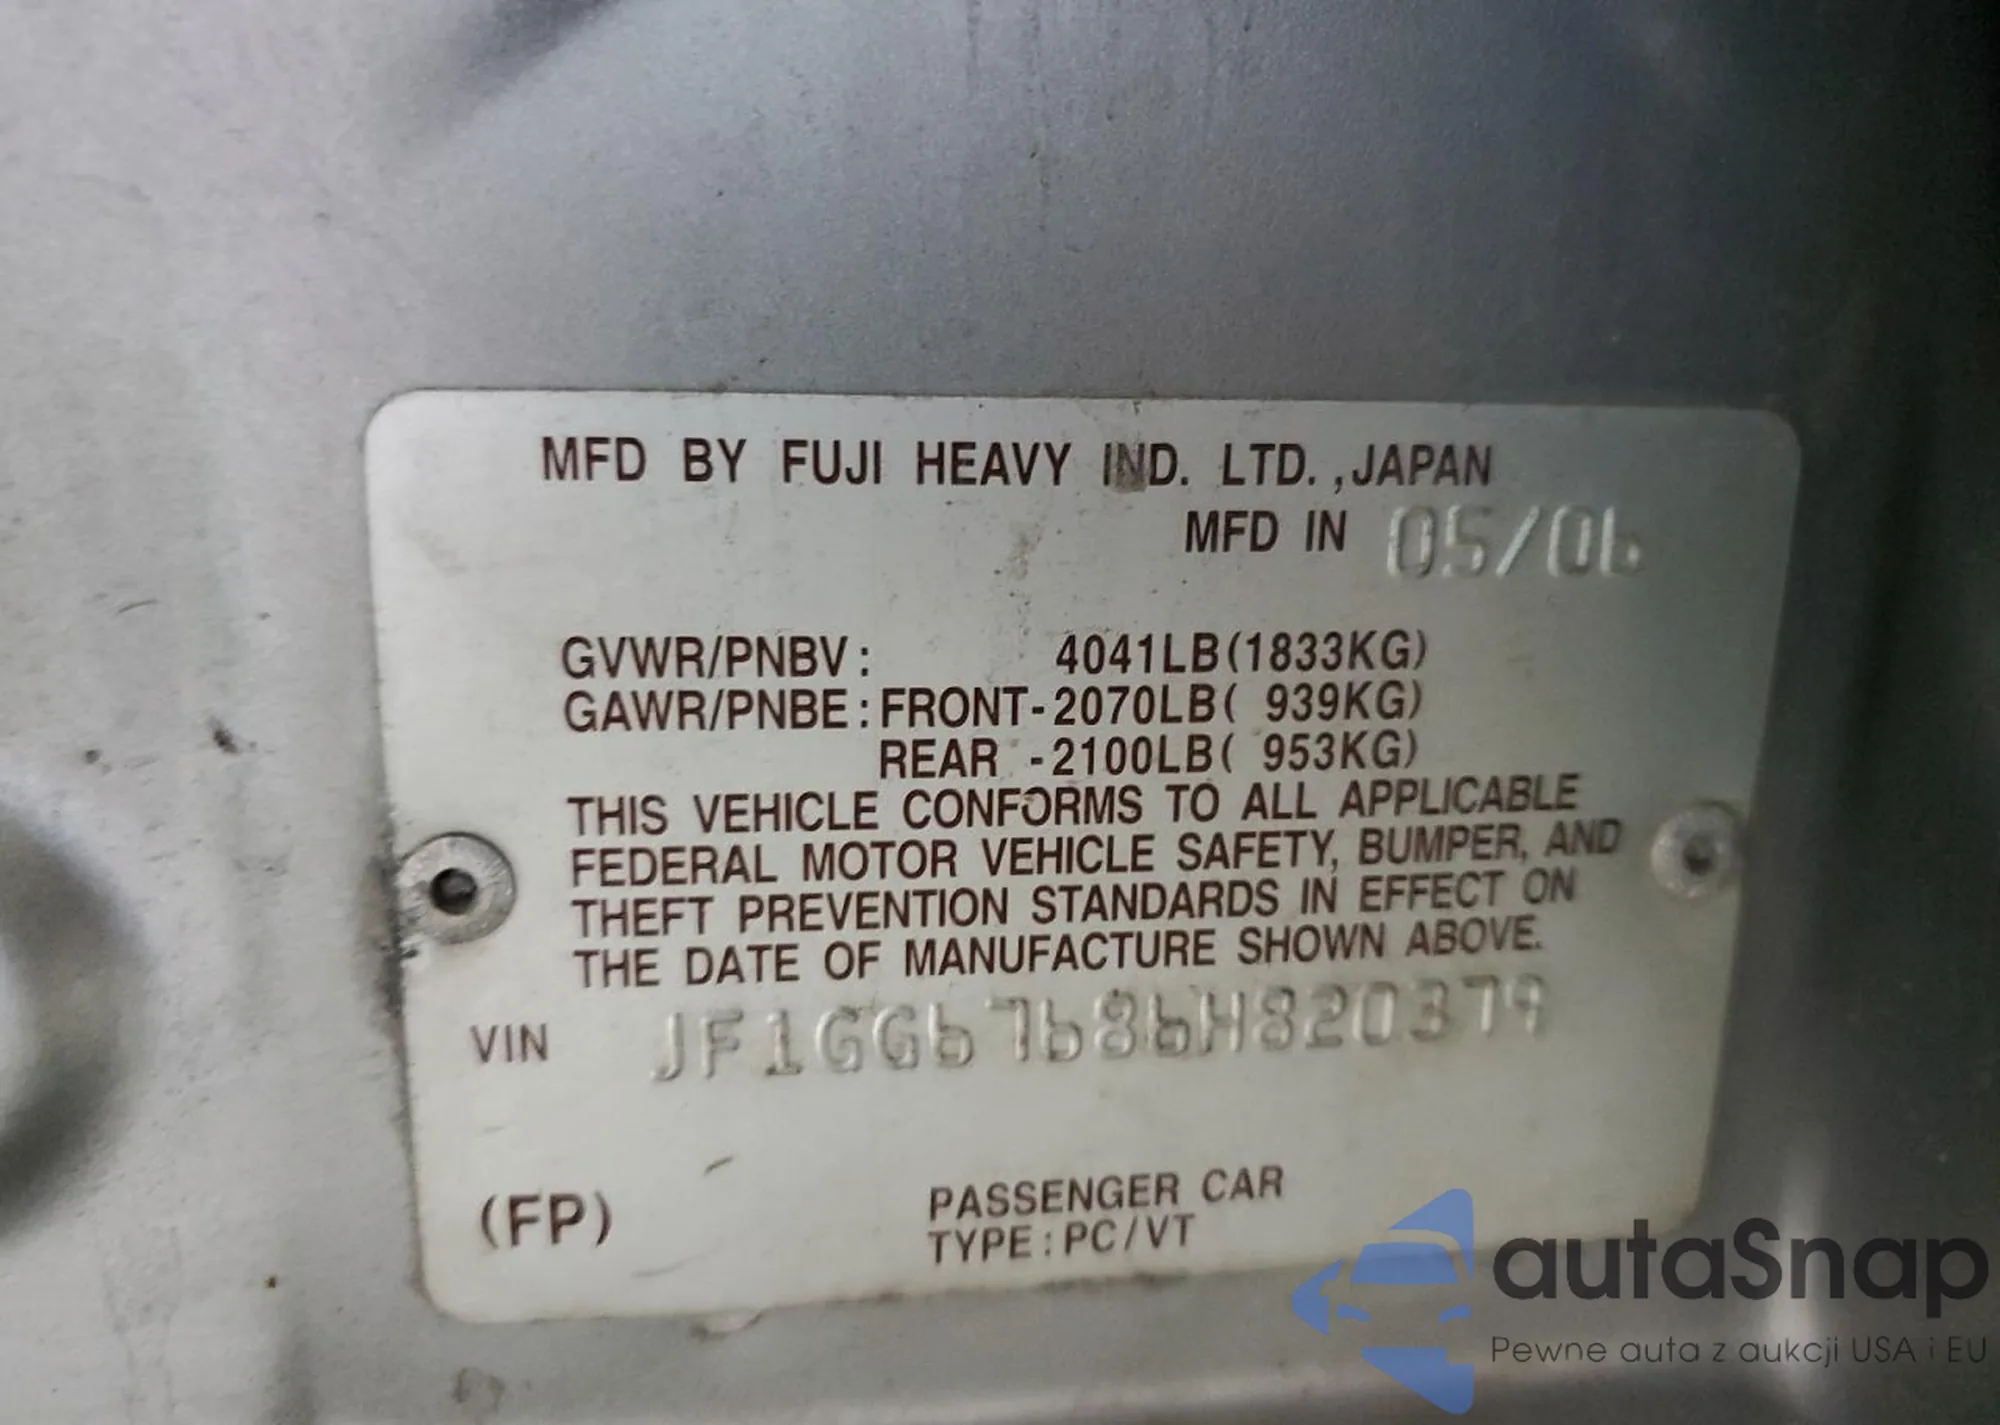 MFD BY FUJI HEAVY IND. LTD.,JAPAN
MFD IN 05/06
GVWR/PNBV: 4041LB(1833KG)
GAWR/PNBE:FRONT-2070LB( 939KG)
REAR -2100LB( 953KG)
THIS VEHICLE CONFORMS TO ALL APPLICABLE
FEDERAL MOTOR VEHICLE SAFETY, BUMPER, AND
THEFT PREVENTION STANDARDS IN EFFECT ON
THE DATE OF MANUFACTURE SHOWN ABOVE.
VIN JF1GG67686H820379
(FP)
PASSENGER CAR
TYPE:PC/VT
autaSnap
Pewne auta z aukcji USA i EU